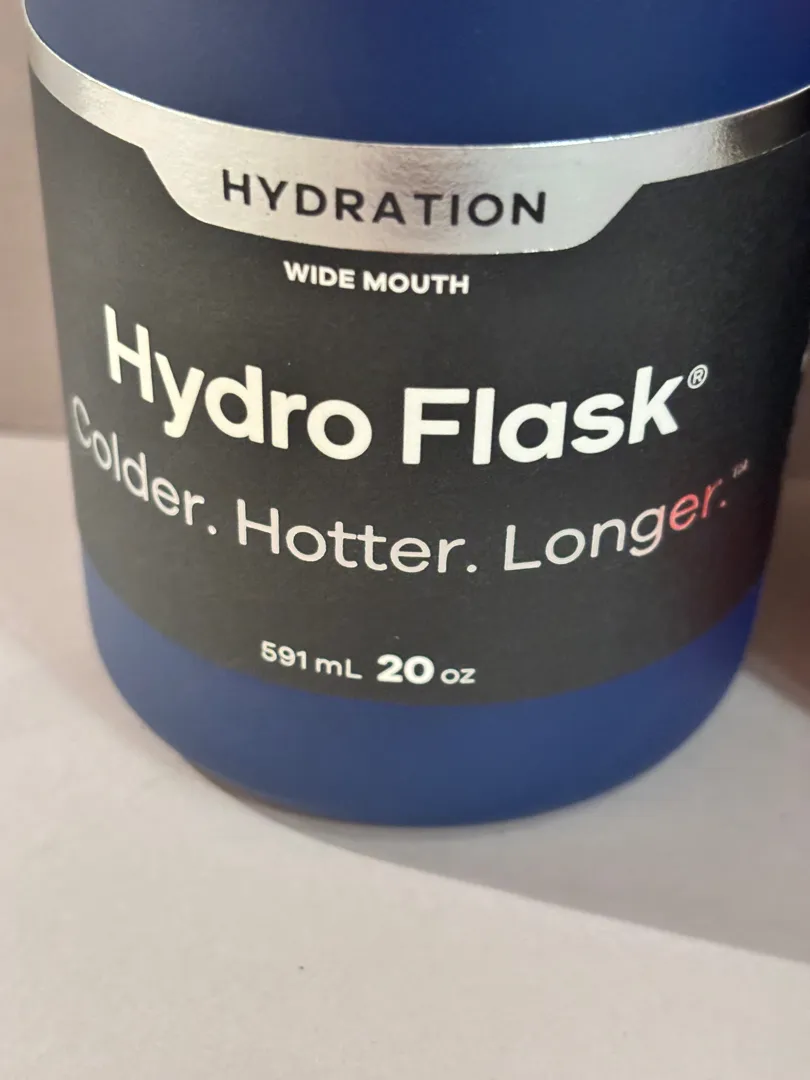 HYDRATION
WIDE MOUTH
Hydro Flask®
Colder. Hotter. Longer.™
591 mL 20 oz